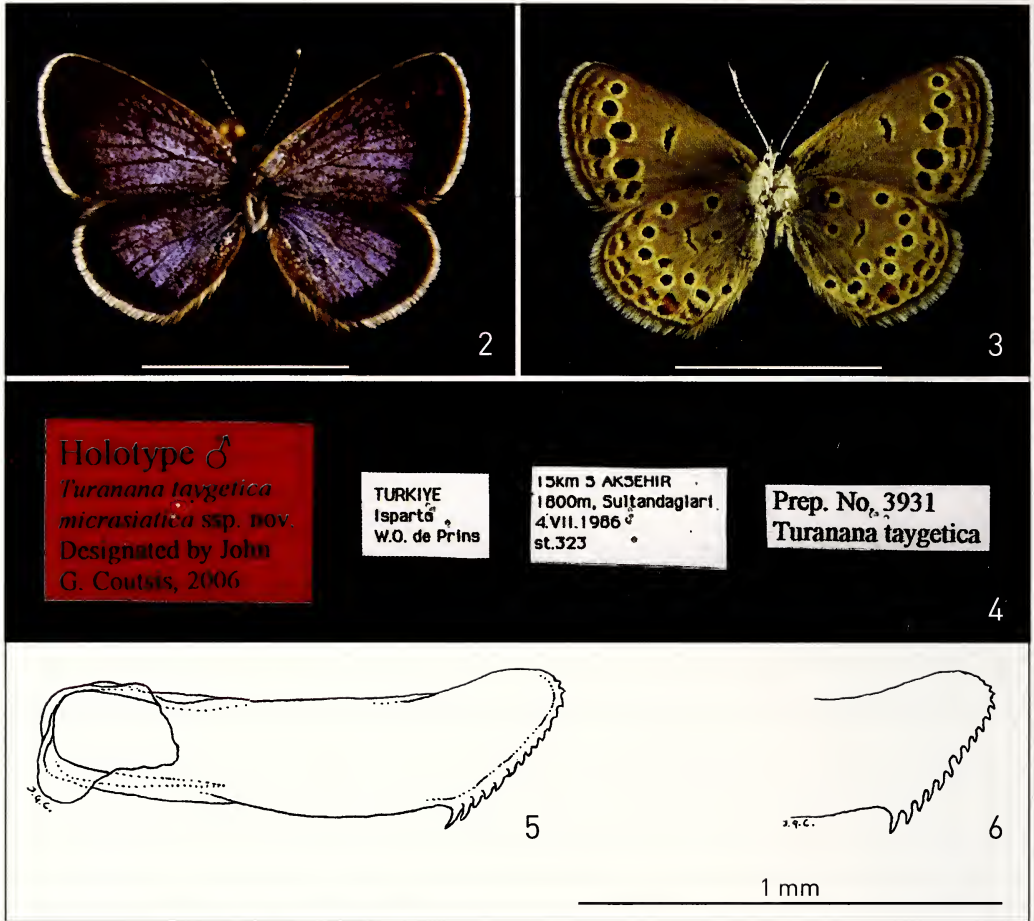 2
3
Holotype ♂
Turanana taygetica
micrasiatica ssp. nov.
Designated by John
G. Coutsis, 2006
TURKIYE
Isparta
W.O. de Prins
15km S AKSEHIR
1800m, Sultandaglari
4.VII.1986 ♂
st.323
Prep. No. 3931
Turanana taygetica
4
J.G.C.
5
J.G.C.
6
1 mm